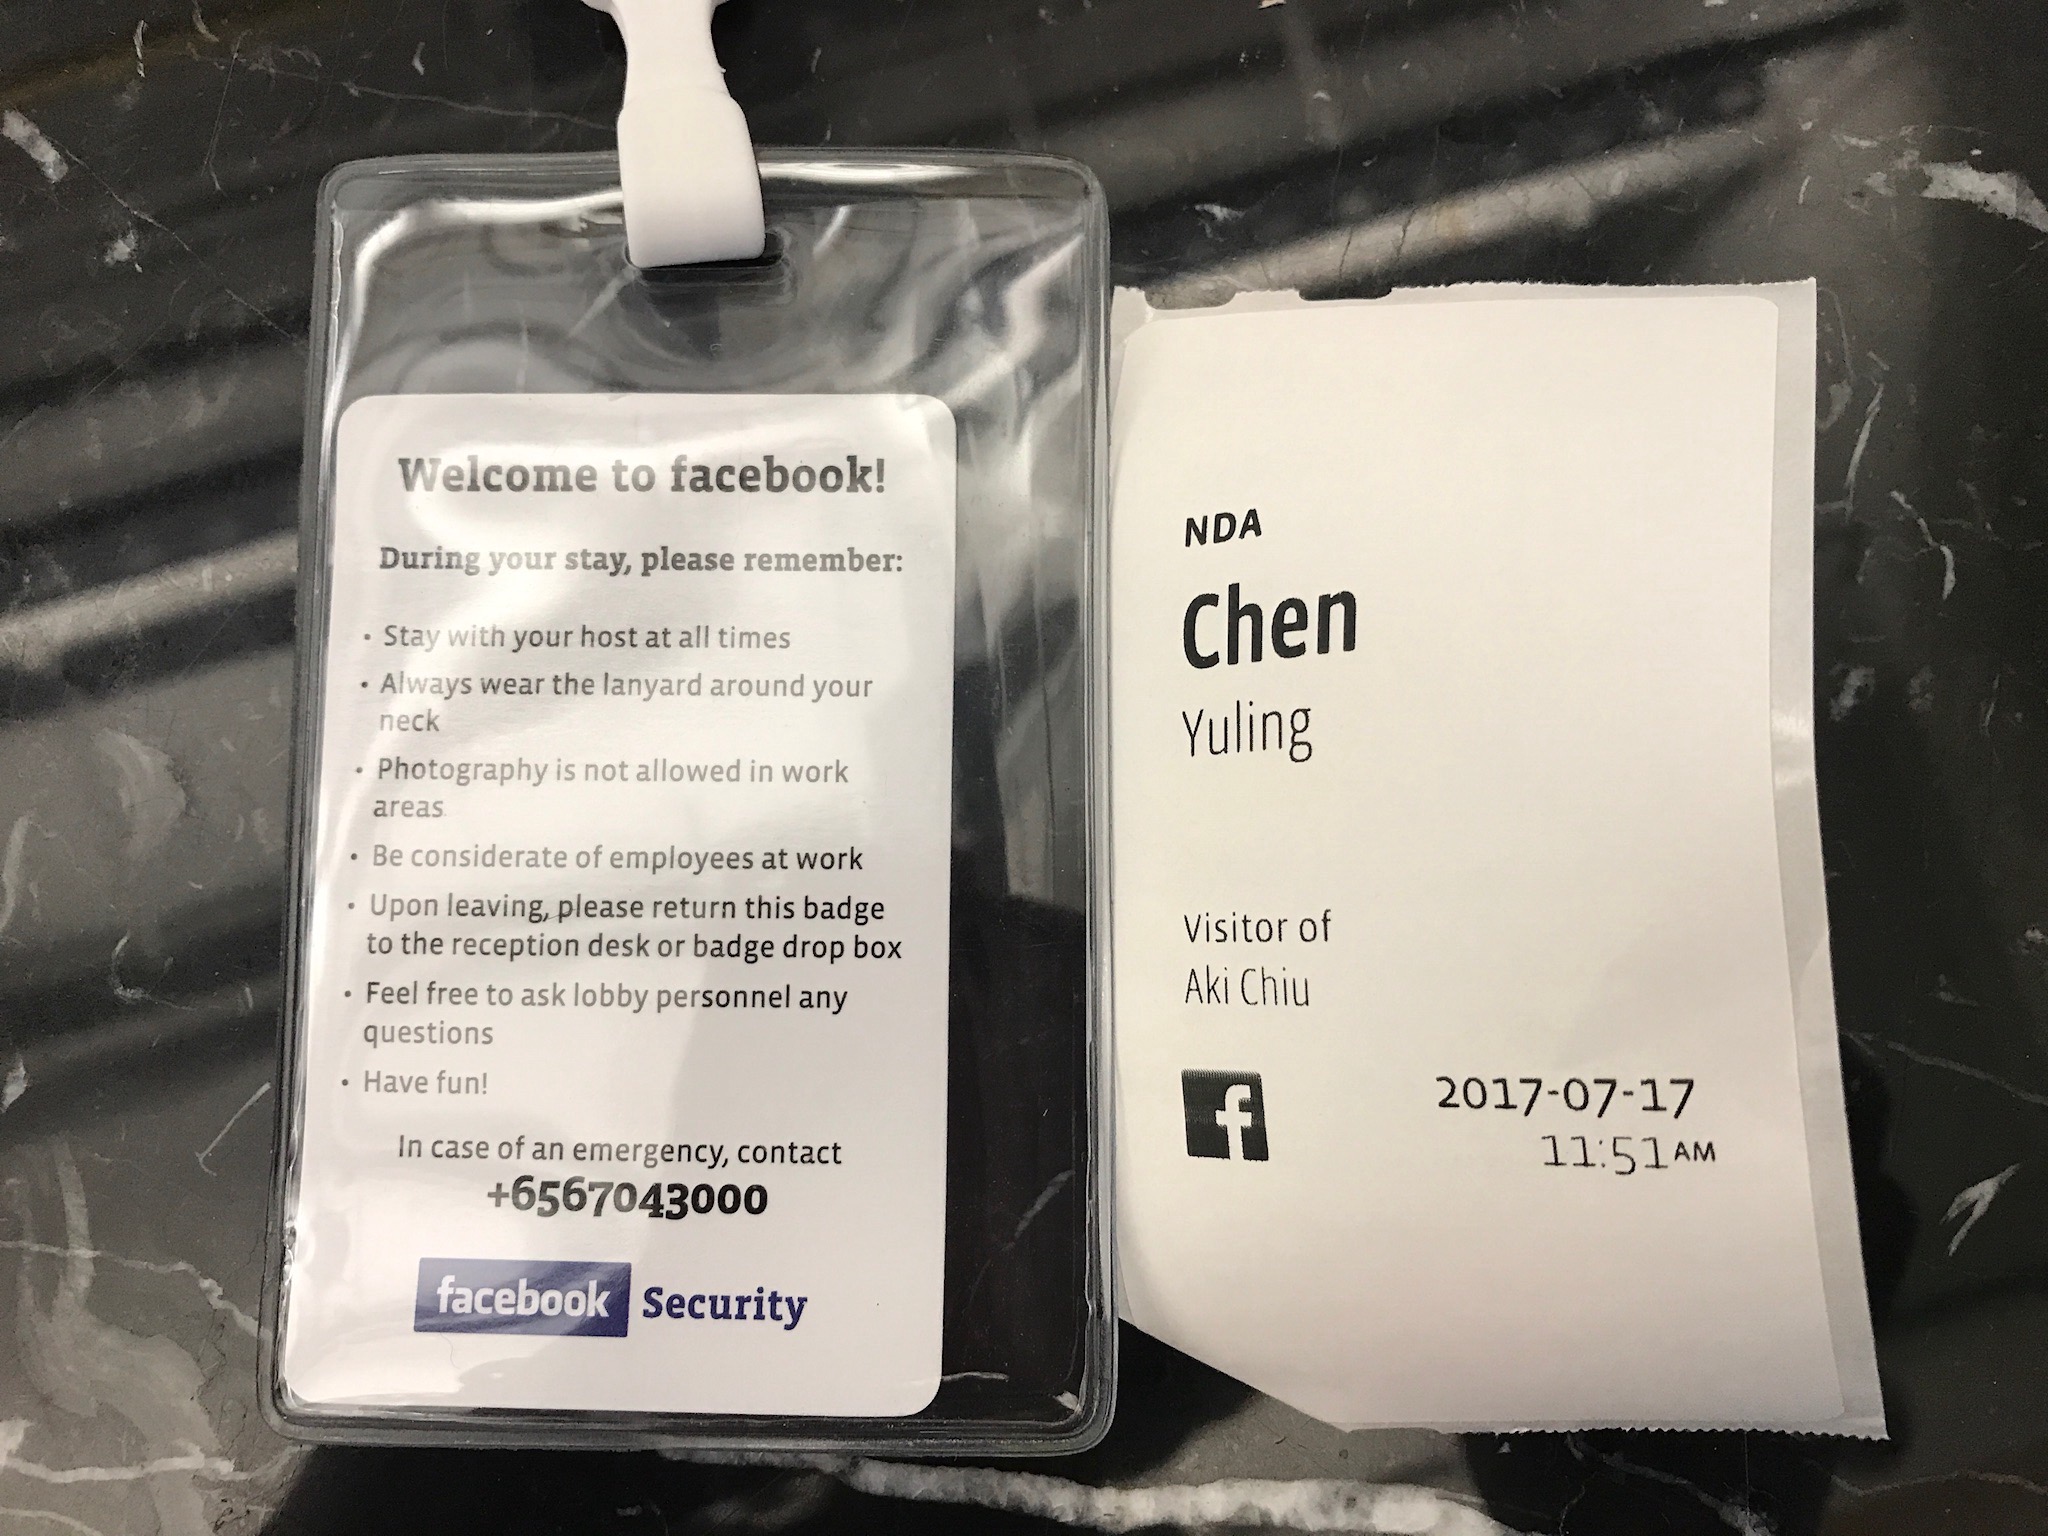 Welcome to facebook!
During your stay, please remember:
• Stay with your host at all times
• Always wear the lanyard around your
neck
• Photography is not allowed in work
areas
• Be considerate of employees at work
• Upon leaving, please return this badge
to the reception desk or badge drop box
• Feel free to ask lobby personnel any
questions
• Have fun!
In case of an emergency, contact
+6567043000
facebook Security
NDA
Chen
Yuling
Visitor of
Aki Chiu
f
2017-07-17
11:51AM